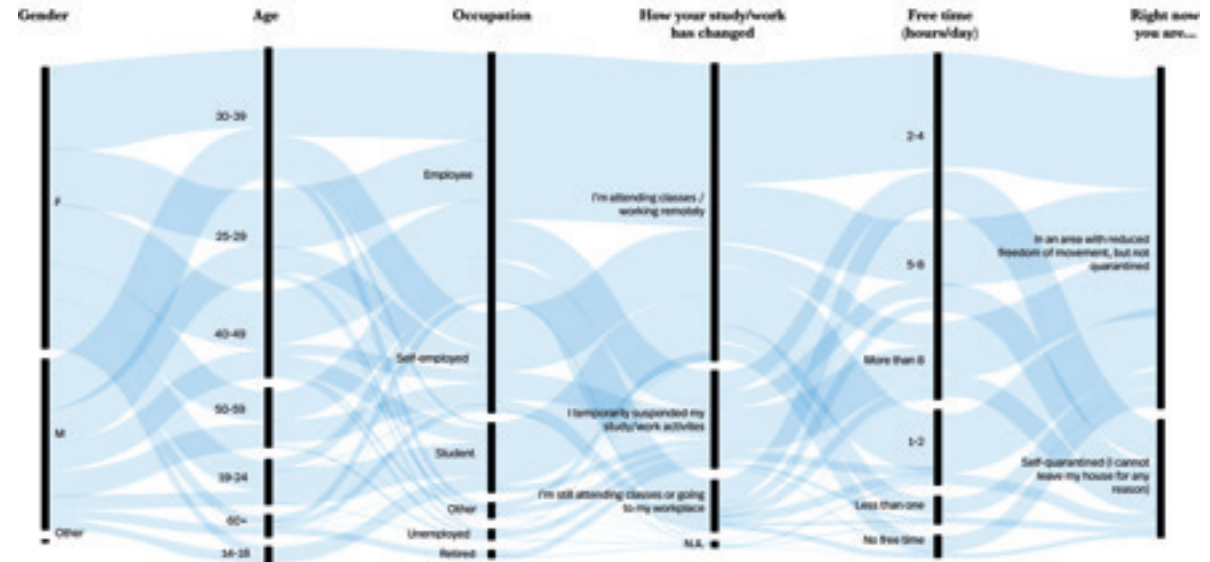 Gender
Age
Occupation
How your study/work
has changed
Free time
(hours/day)
Right now
you are...
F
M
Other
30-39
25-29
40-49
50-59
19-24
60+
14-18
Employee
Self-employed
Student
Other
Unemployed
Retired
I'm attending classes /
working remotely
I temporarily suspended my
study/work activites
I'm still attending classes or going
to my workplace
N.A.
2-4
5-8
More than 8
1-2
Less than one
No free time
In an area with reduced
freedom of movement, but not
quarantined
Self-quarantined (I cannot
leave my house for any
reason)